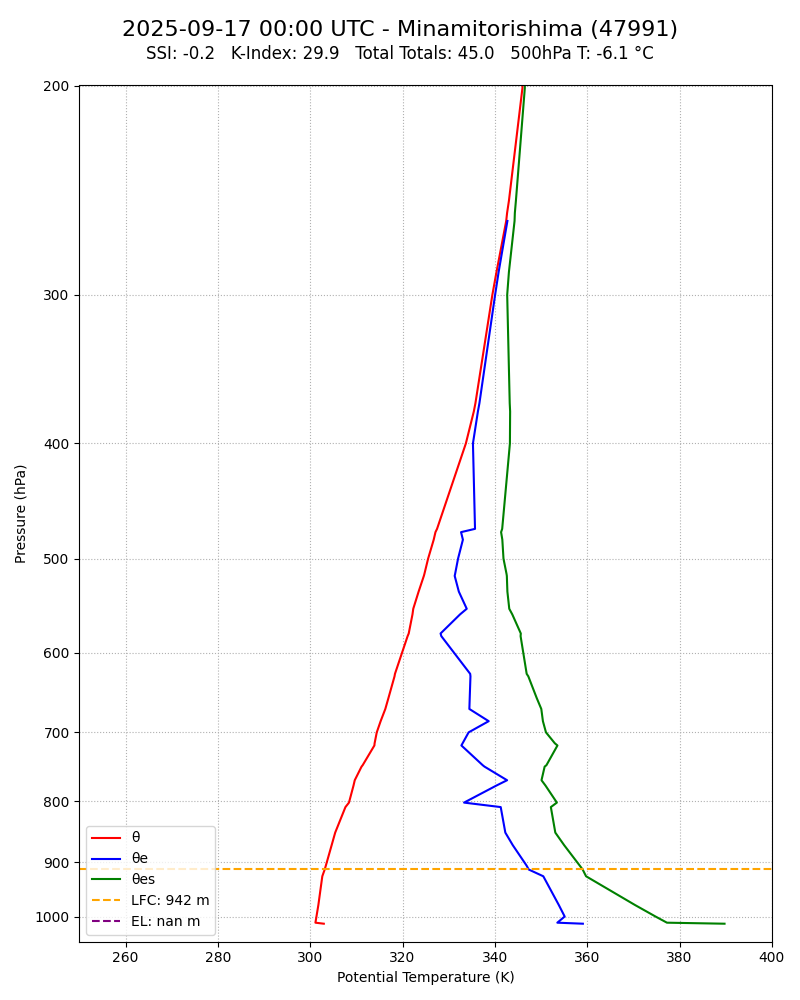 2025-09-17 00:00 UTC - Minamitorishima (47991)
SSI: -0.2   K-Index: 29.9   Total Totals: 45.0   500hPa T: -6.1 °C
200
300
400
500
600
700
800
900
1000
Pressure (hPa)
θ
θe
θes
LFC: 942 m
EL: nan m
260
280
300
320
340
360
380
400
Potential Temperature (K)